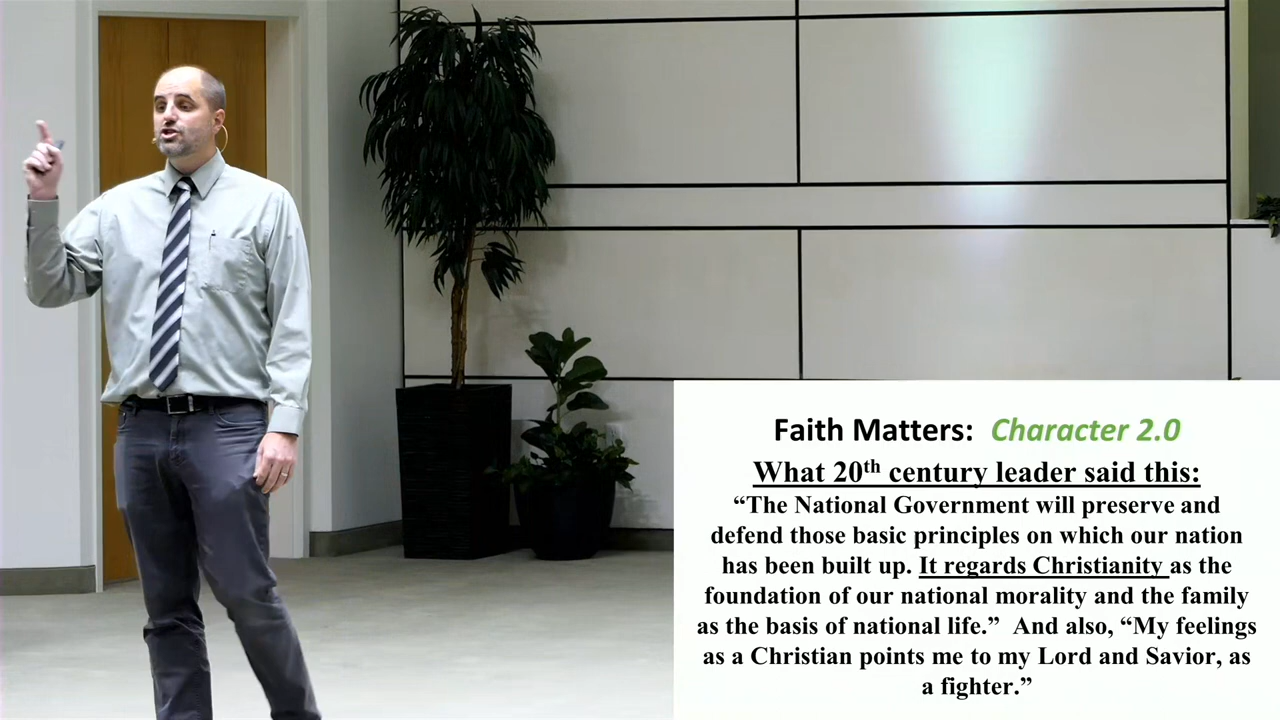 Faith Matters: Character 2.0
What 20th century leader said this:
“The National Government will preserve and
defend those basic principles on which our nation
has been built up. It regards Christianity as the
foundation of our national morality and the family
as the basis of national life.” And also, “My feelings
as a Christian points me to my Lord and Savior, as
a fighter.”